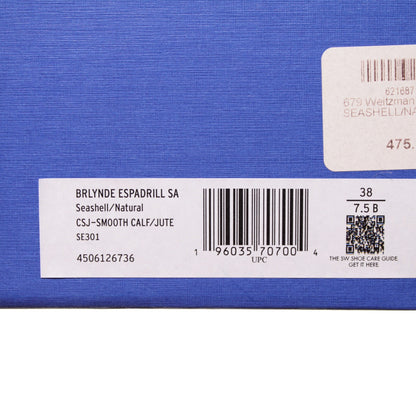 621687
679 Weitzman
SEASHELL/NA
475.
BRLYNDE ESPADRILL SA
Seashell/Natural
CSJ-SMOOTH CALF/JUTE
SE301
4506126736
1 96035 70700 4
UPC
38
7.5 B
THE SW SHOE CARE GUIDE.
GET IT HERE